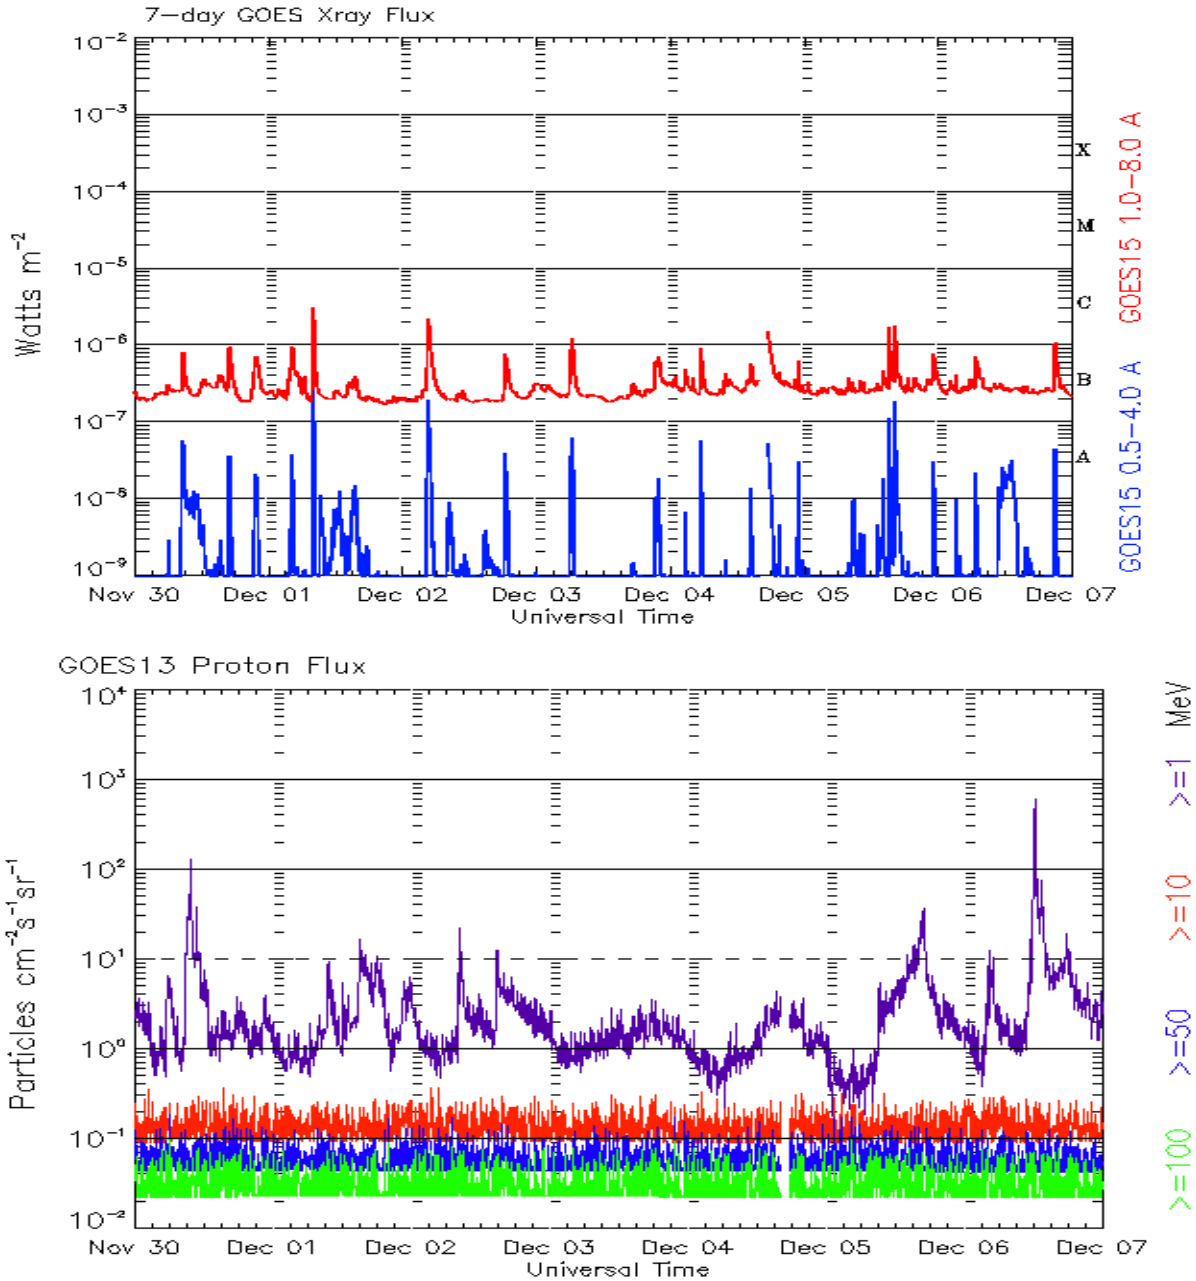 7-day GOES Xray Flux
10⁻²
10⁻³
10⁻⁴
10⁻⁵
10⁻⁶
10⁻⁷
10⁻⁸
10⁻⁹
Watts m⁻²
X
M
C
B
A
GOES15 1.0-8.0 A
GOES15 0.5-4.0 A
Nov 30 Dec 01 Dec 02 Dec 03 Dec 04 Dec 05 Dec 06 Dec 07
Universal Time
GOES13 Proton Flux
10⁴
10³
10²
10¹
10⁰
10⁻¹
10⁻²
Particles cm⁻²s⁻¹sr⁻¹
MeV
>=1
>=10
>=50
>=100
Nov 30 Dec 01 Dec 02 Dec 03 Dec 04 Dec 05 Dec 06 Dec 07
Universal Time